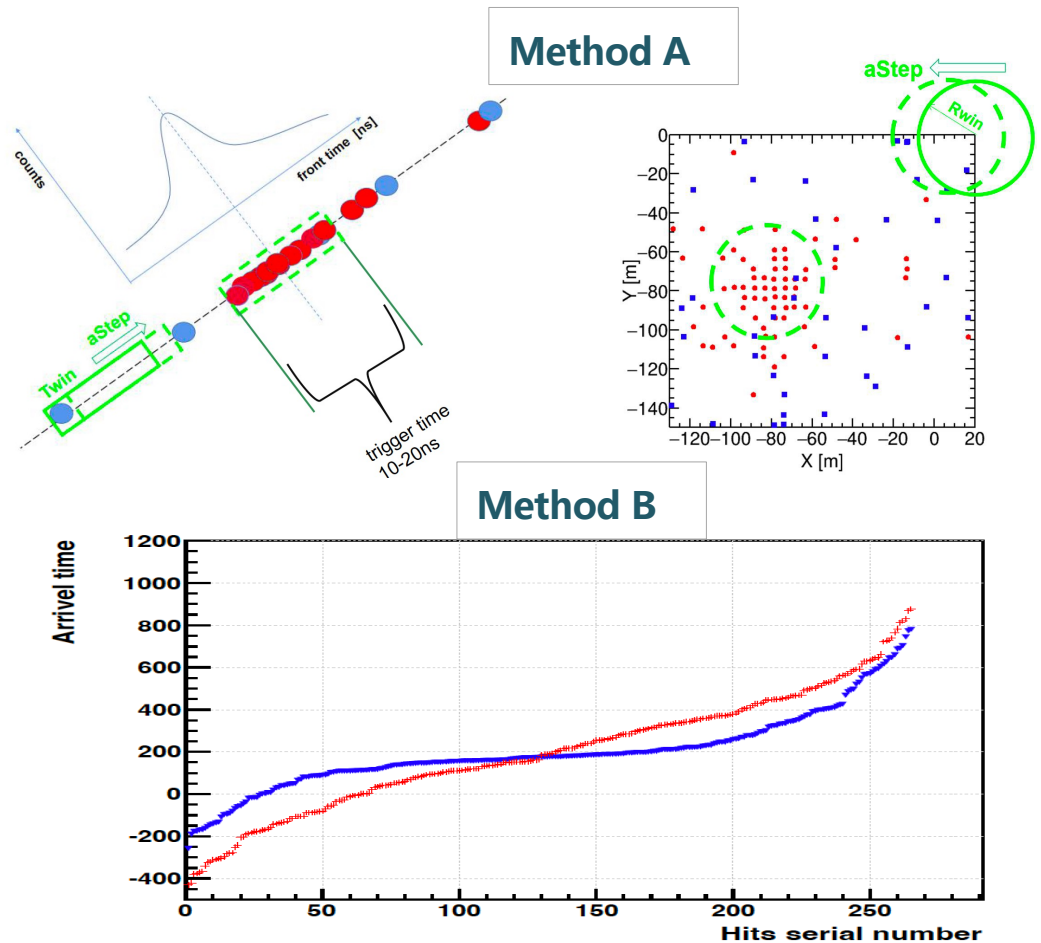 Method A
counts
front time [ns]
aStep
Twin
trigger time
10-20ns
aStep
Rwin
0
−20
−40
−60
−80
−100
−120
−140
Y [m]
−120 −100 −80 −60 −40 −20 0 20
X [m]
Method B
Arrivel time
1200
1000
800
600
400
200
0
-200
-400
0 50 100 150 200 250
Hits serial number